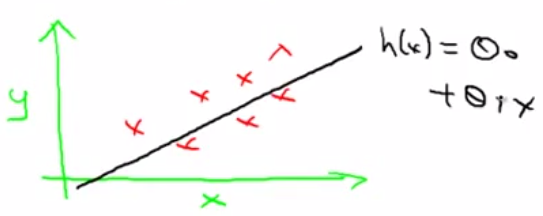 h(x) = θ₀
+ θ₁x
y
x